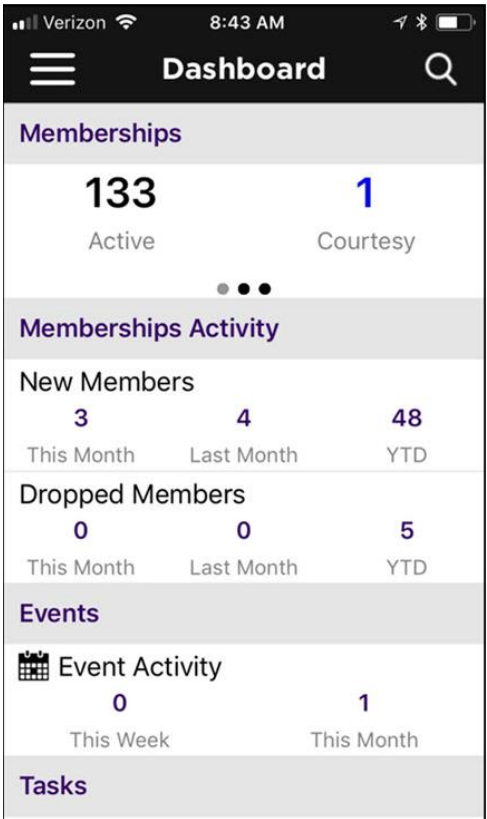 Verizon 8:43 AM
Dashboard
Memberships
133 1
Active Courtesy
Memberships Activity
New Members
3 4 48
This Month Last Month YTD
Dropped Members
0 0 5
This Month Last Month YTD
Events
Event Activity
0 1
This Week This Month
Tasks